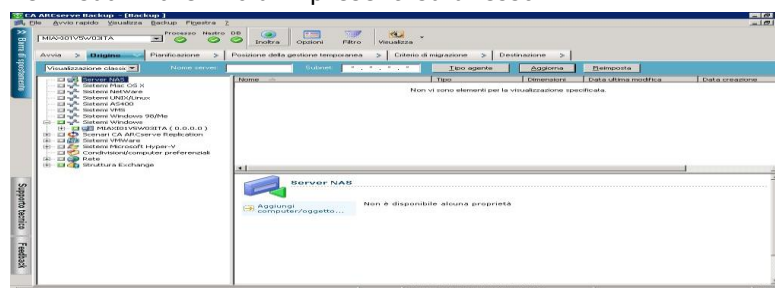 CA ARCserve Backup - [Backup ]
File Avvio rapido Visualizza Backup Finestra ?
MIAXI01VSW03ITA Processo Nastro DB Inoltra Opzioni Filtro Visualizza
Avvia > Origine Pianificazione > Posizione della gestione temporanea > Criterio di migrazione > Destinazione >
Visualizzazione classi Nome server Subnet Tipo agente Aggiorna Reimposta
Barra di spostamento
Server NAS
Sistemi Mac OS X
Sistemi NetWare
Sistemi UNIX/Linux
Sistemi AS400
Sistemi VMS
Sistemi Windows 98/Me
Sistemi Windows
MIAXI01VSW03ITA ( 0.0.0.0 )
Scenari CA ARCserve Replication
Sistemi VMWare
Sistemi Microsoft Hyper-V
Condivisioni/computer preferenziali
Rete
Struttura Exchange
Nome Tipo Dimensioni Data ultima modifica Data creazione
Non vi sono elementi per la visualizzazione specificata.
Server NAS
Aggiungi computer/oggetto...
Non è disponibile alcuna proprietà
Supporto tecnico
Feedback